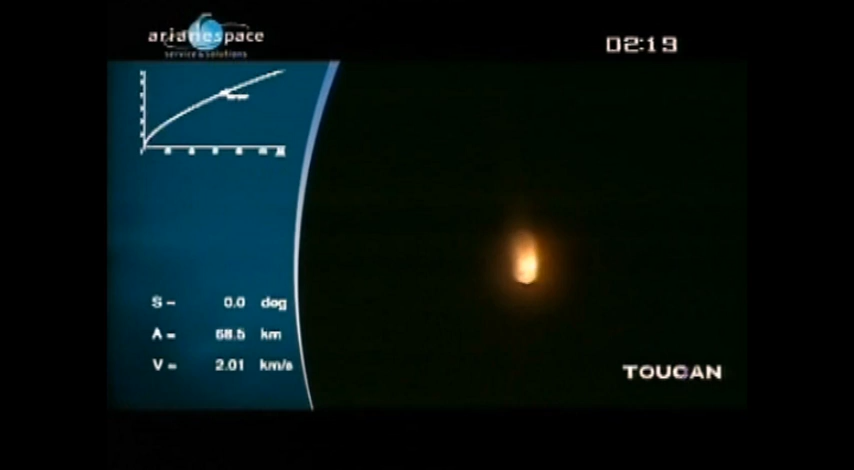 arianespace
service & solutions
02:19
S = 0.0 deg
A = 68.5 km
V = 2.01 km/s
TOUCAN